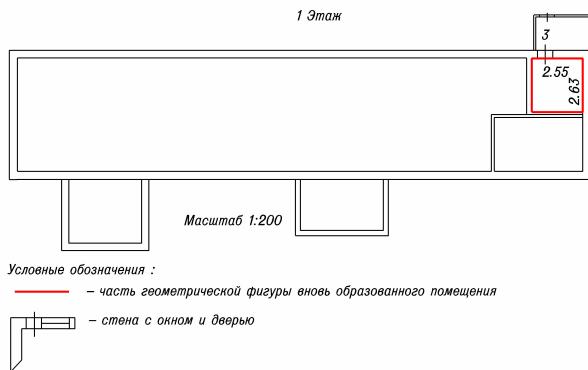 1 Этаж
3
2.55
2.63
Масштаб 1:200
Условные обозначения :
– часть геометрической фигуры вновь образованного помещения
– стена с окном и дверью